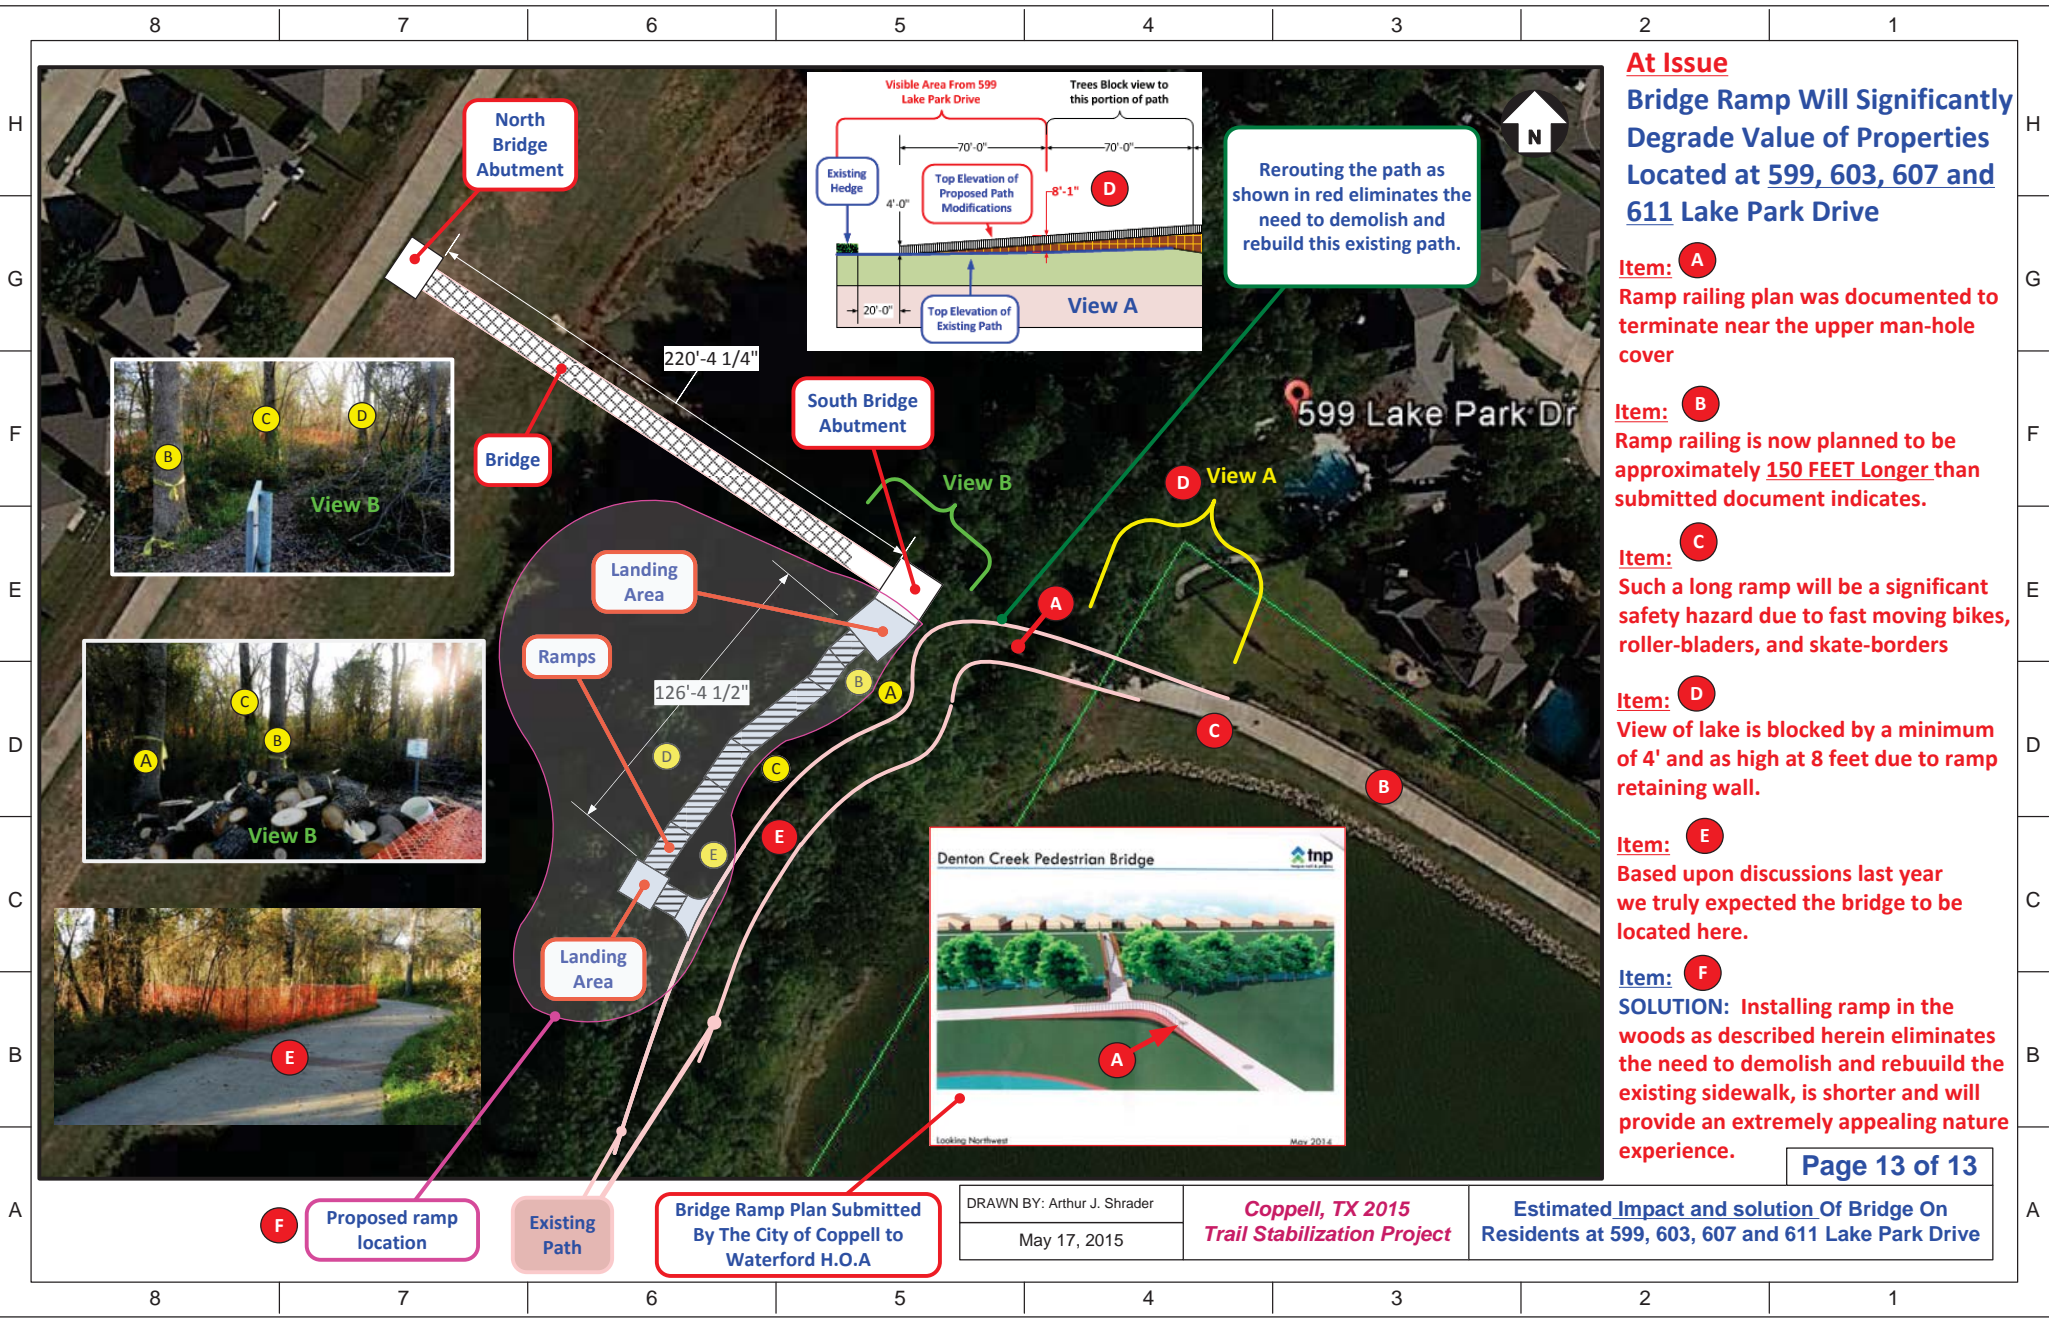 8 7 6 5 4 3 2 1
H
G
F
E
D
C
B
A
H
G
F
E
D
C
B
A
North
Bridge
Abutment
Visible Area From 599
Lake Park Drive
Trees Block view to
this portion of path
70'-0"
70'-0"
Existing
Hedge
Top Elevation of
Proposed Path
Modifications
8'-1"
D
4'-0"
20'-0"
Top Elevation of
Existing Path
View A
Rerouting the path as
shown in red eliminates the
need to demolish and
rebuild this existing path.
N
220'-4 1/4"
South Bridge
Abutment
Bridge
599 Lake Park Dr
View B
D
View A
B
C
D
View B
Landing
Area
A
Ramps
126'-4 1/2"
B
A
D
C
E
E
C
B
A
C
B
View B
Landing
Area
E
Denton Creek Pedestrian Bridge
tnp
A
Looking Northwest
May 2014
At Issue
Bridge Ramp Will Significantly
Degrade Value of Properties
Located at 599, 603, 607 and
611 Lake Park Drive
Item: A
Ramp railing plan was documented to
terminate near the upper man-hole
cover
Item: B
Ramp railing is now planned to be
approximately 150 FEET Longer than
submitted document indicates.
Item: C
Such a long ramp will be a significant
safety hazard due to fast moving bikes,
roller-bladers, and skate-borders
Item: D
View of lake is blocked by a minimum
of 4' and as high at 8 feet due to ramp
retaining wall.
Item: E
Based upon discussions last year
we truly expected the bridge to be
located here.
Item: F
SOLUTION: Installing ramp in the
woods as described herein eliminates
the need to demolish and rebuuild the
existing sidewalk, is shorter and will
provide an extremely appealing nature
experience.
Page 13 of 13
F
Proposed ramp
location
Existing
Path
Bridge Ramp Plan Submitted
By The City of Coppell to
Waterford H.O.A
DRAWN BY: Arthur J. Shrader
May 17, 2015
Coppell, TX 2015
Trail Stabilization Project
Estimated Impact and solution Of Bridge On
Residents at 599, 603, 607 and 611 Lake Park Drive
8 7 6 5 4 3 2 1